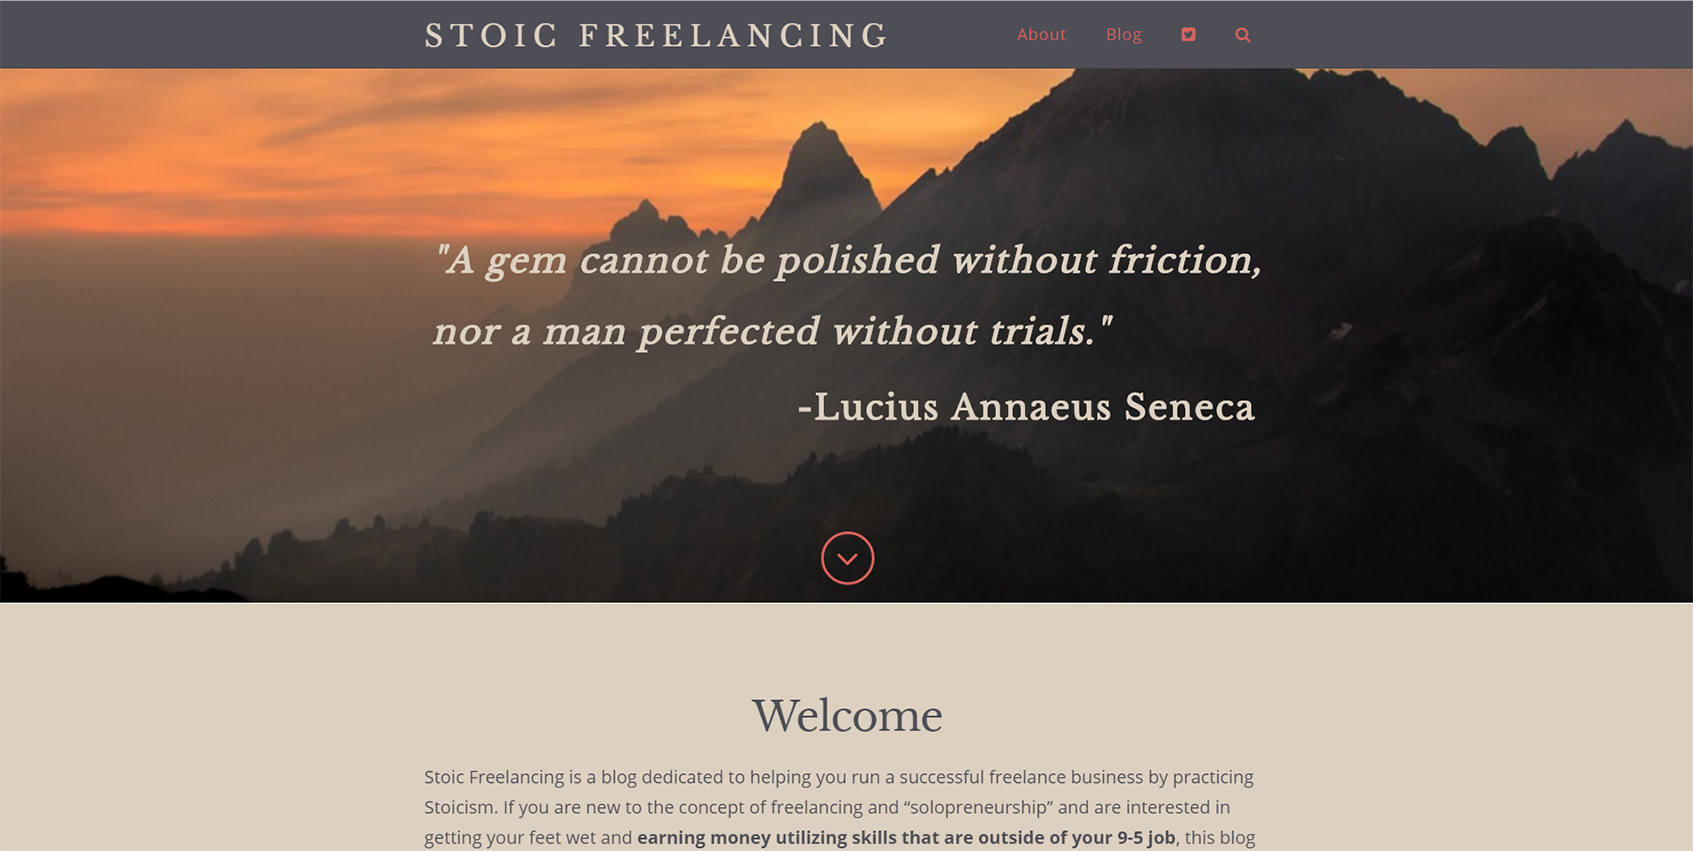 STOIC FREELANCING
About Blog
"A gem cannot be polished without friction,
nor a man perfected without trials."
-Lucius Annaeus Seneca
Welcome
Stoic Freelancing is a blog dedicated to helping you run a successful freelance business by practicing
Stoicism. If you are new to the concept of freelancing and “solopreneurship” and are interested in
getting your feet wet and earning money utilizing skills that are outside of your 9-5 job, this blog